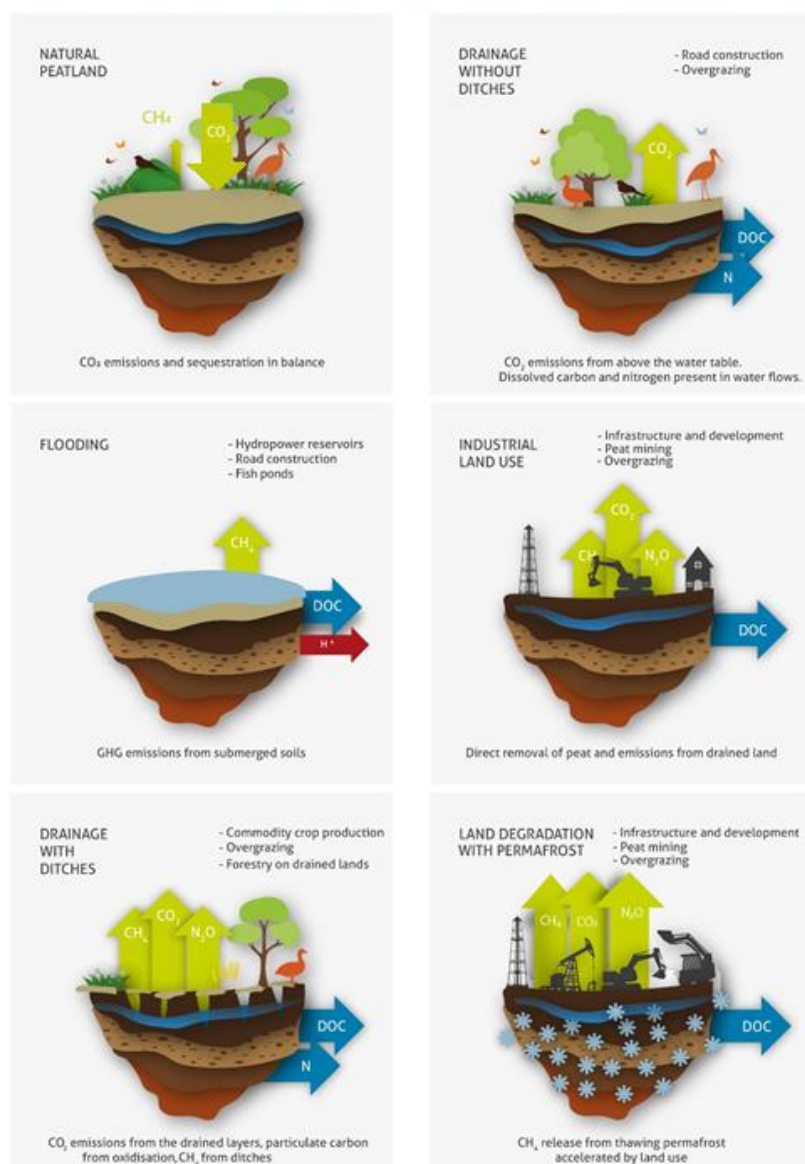 NATURAL
PEATLAND
CH₄
CO₂
CO₂ emissions and sequestration in balance
DRAINAGE
WITHOUT
DITCHES
- Road construction
- Overgrazing
CO₂
DOC
N
CO₂ emissions from above the water table.
Dissolved carbon and nitrogen present in water flows.
FLOODING
- Hydropower reservoirs
- Road construction
- Fish ponds
CH₄
DOC
H⁺
GHG emissions from submerged soils
INDUSTRIAL
LAND USE
- Infrastructure and development
- Peat mining
- Overgrazing
CO₂
CH
N₂O
DOC
Direct removal of peat and emissions from drained land
DRAINAGE
WITH
DITCHES
- Commodity crop production
- Overgrazing
- Forestry on drained lands
CO₂
CH₄
N₂O
DOC
N
CO₂ emissions from the drained layers, particulate carbon
from oxidisation, CH₄ from ditches
LAND DEGRADATION
WITH PERMAFROST
- Infrastructure and development
- Peat mining
- Overgrazing
CH₄
CO₂
N₂O
DOC
CH₄ release from thawing permafrost
accelerated by land use